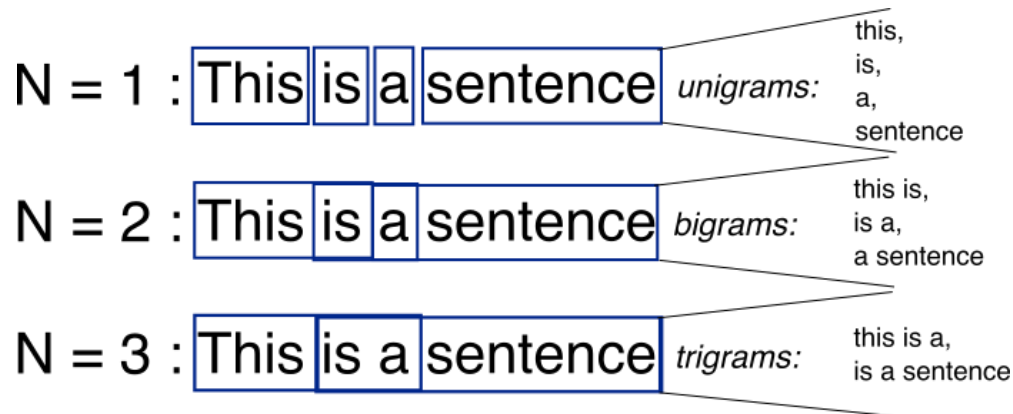 N = 1 : This is a sentence unigrams:
this,
is,
a,
sentence
N = 2 : This is a sentence bigrams:
this is,
is a,
a sentence
N = 3 : This is a sentence trigrams:
this is a,
is a sentence